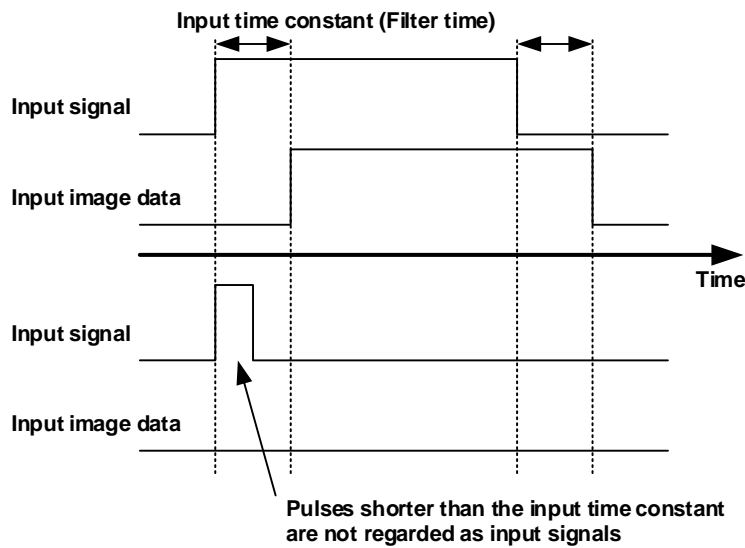 Input time constant (Filter time)
Input signal
Input image data
Time
Input signal
Input image data
Pulses shorter than the input time constant
are not regarded as input signals